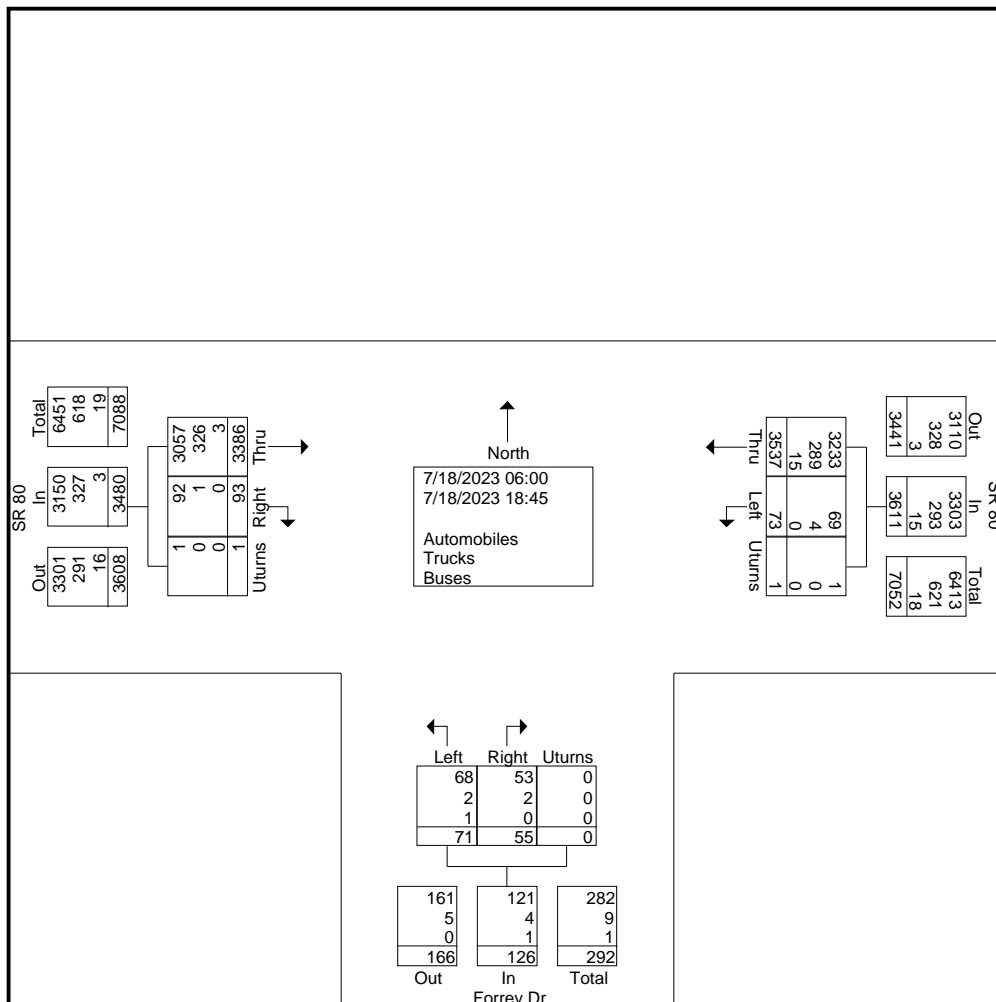 SR 80
Out In Total
3301 3150 6451
291 327 618
16 3 19
3608 3480 7088
1 92 3057
0 1 326
0 0 3
1 93 3386
Uturns Right Thru
North
7/18/2023 06:00
7/18/2023 18:45
Automobiles
Trucks
Buses
SR 80
Out In Total
3110 3303 6413
328 293 621
3 15 18
3441 3611 7052
3233 69 1
289 4 0
15 0 0
3537 73 1
Thru Left Uturns
Left Right Uturns
68 53 0
2 2 0
1 0 0
71 55 0
161 121 282
5 4 9
0 1 1
166 126 292
Out In Total
Forrey Dr